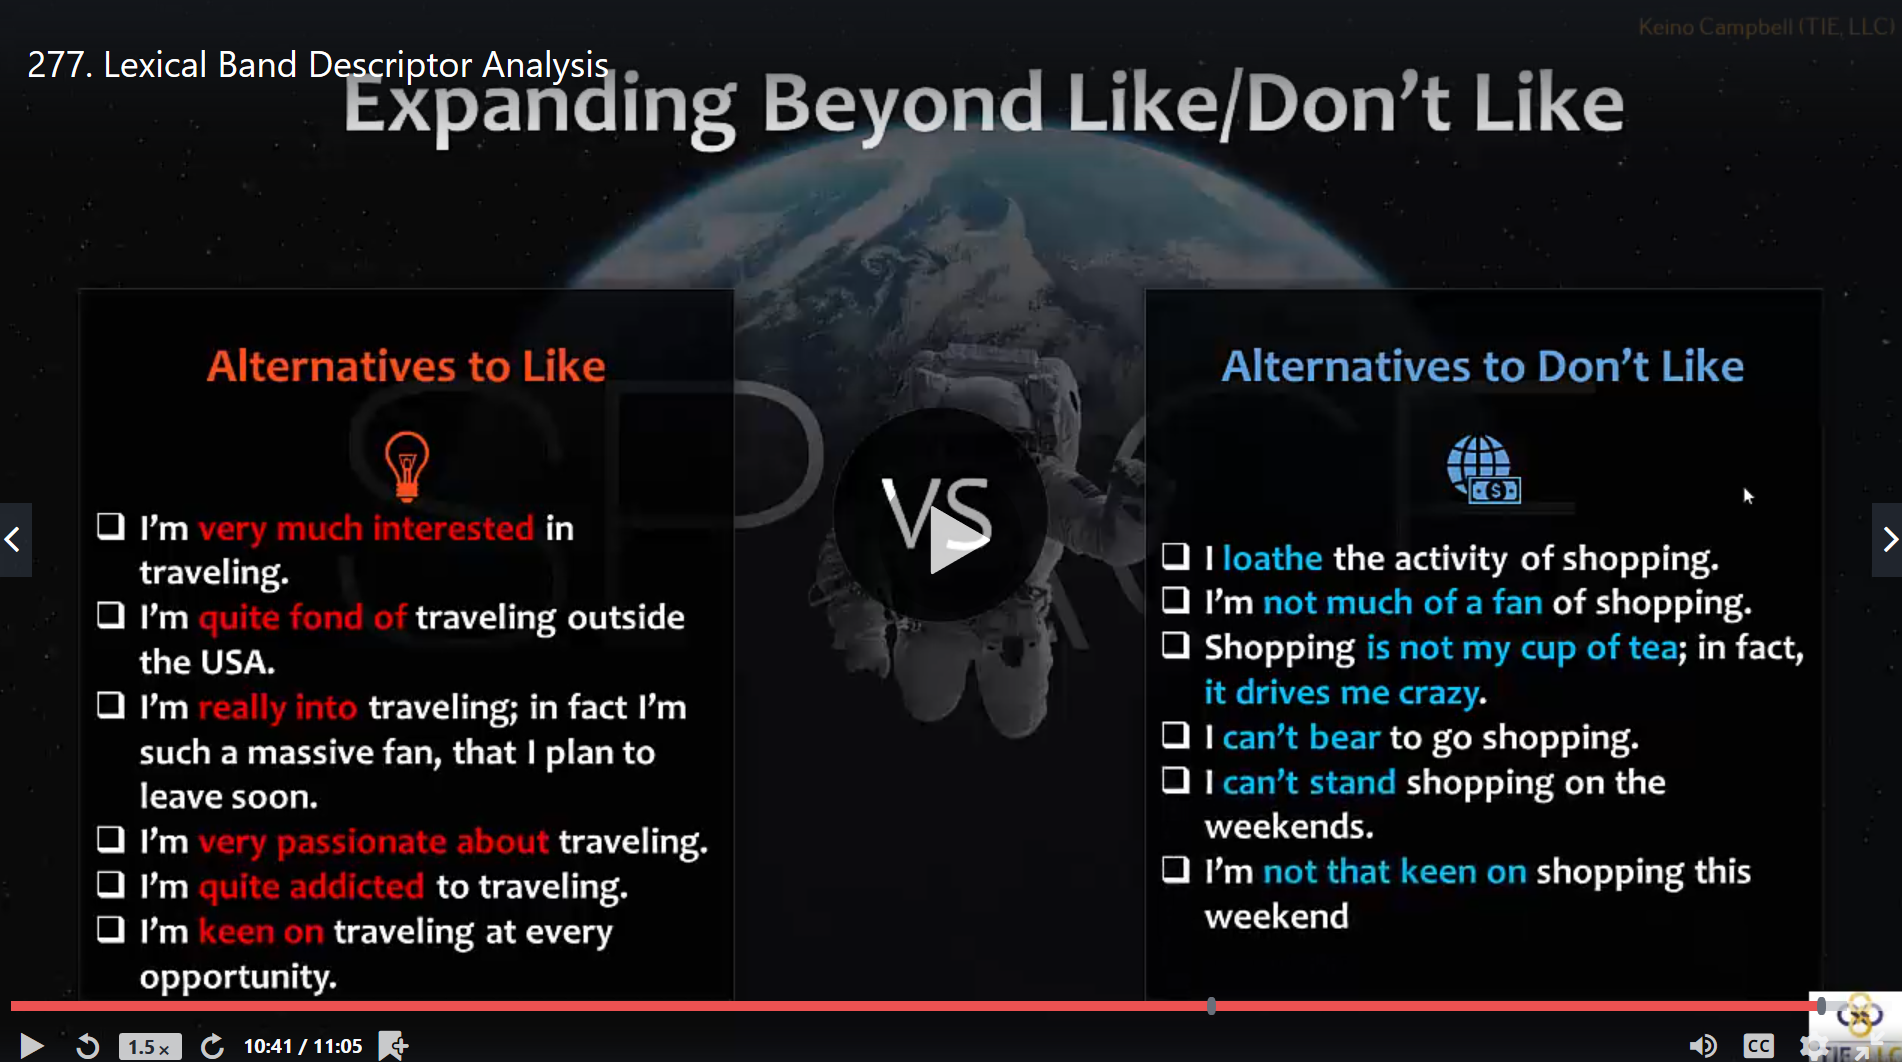 Keino Campbell (TIE, LLC)
277. Lexical Band Descriptor Analysis
Expanding Beyond Like/Don't Like
Alternatives to Like
I'm very much interested in
traveling.
I'm quite fond of traveling outside
the USA.
I'm really into traveling; in fact I'm
such a massive fan, that I plan to
leave soon.
I'm very passionate about traveling.
I'm quite addicted to traveling.
I'm keen on traveling at every
opportunity.
VS
Alternatives to Don't Like
$
I loathe the activity of shopping.
I'm not much of a fan of shopping.
Shopping is not my cup of tea; in fact,
it drives me crazy.
I can't bear to go shopping.
I can't stand shopping on the
weekends.
I'm not that keen on shopping this
weekend
1.5x
10:41 / 11:05
CC